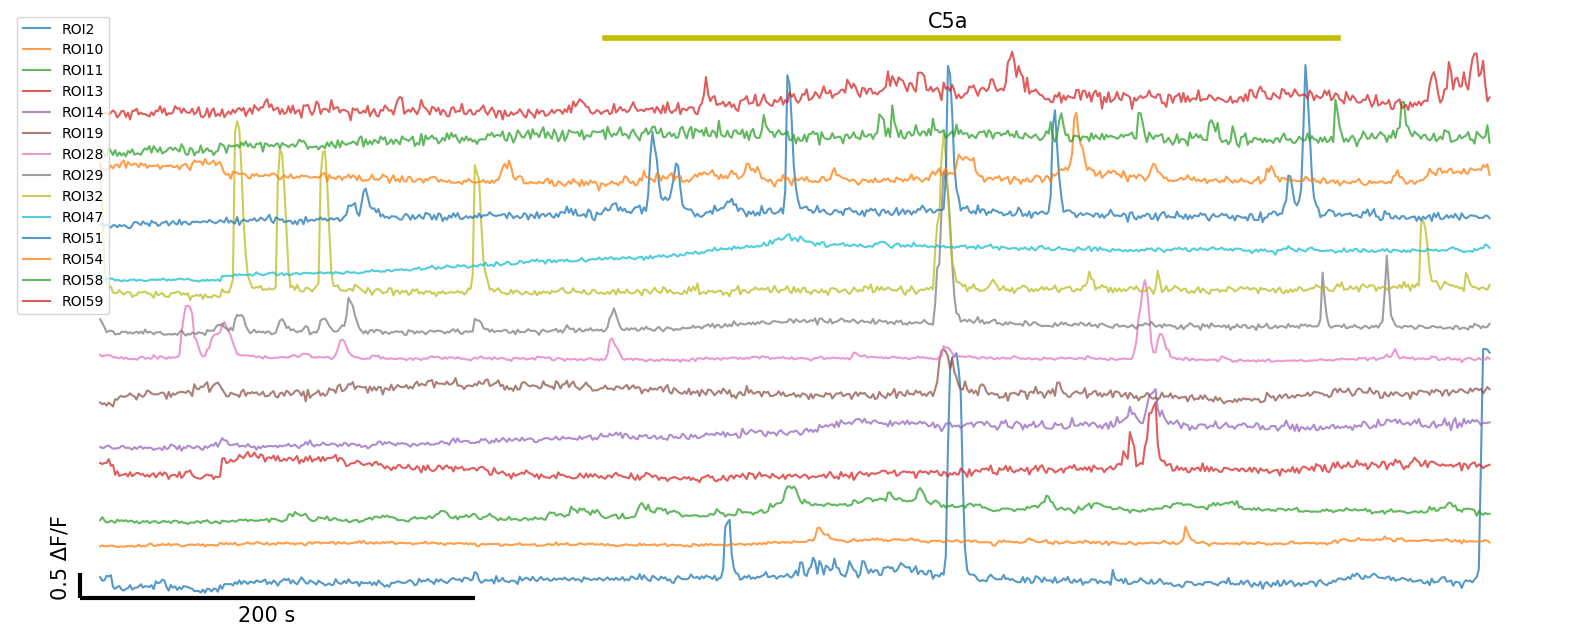 C5a
ROI2
ROI10
ROI11
ROI13
ROI14
ROI19
ROI28
ROI29
ROI32
ROI47
ROI51
ROI54
ROI58
ROI59
0.5 ΔF/F
200 s